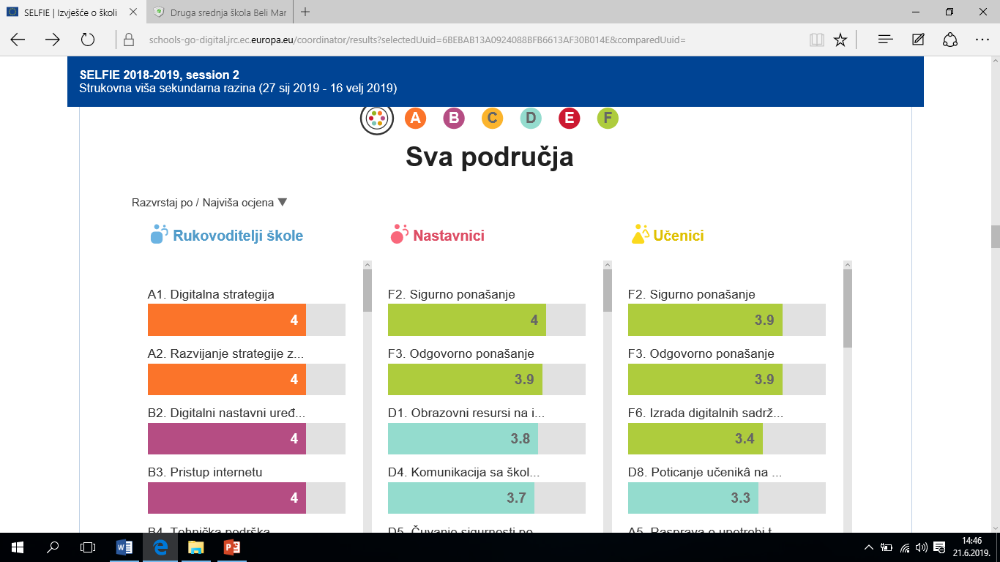 SELFIE | Izvješće o školi
Druga srednja škola Beli Mar
schools-go-digital.jrc.ec.europa.eu/coordinator/results?selectedUuid=6BEBAB13A0924088BFB6613AF30B014E&comparedUuid=
SELFIE 2018-2019, session 2
Strukovna viša sekundarna razina (27 sij 2019 - 16 velj 2019)
A B C D E F
Sva područja
Razvrstaj po / Najviša ocjena
Rukovoditelji škole
A1. Digitalna strategija
4
A2. Razvijanje strategije z...
4
B2. Digitalni nastavni uređ...
4
B3. Pristup internetu
4
B4. Tehnička podrška
Nastavnici
F2. Sigurno ponašanje
4
F3. Odgovorno ponašanje
3.9
D1. Obrazovni resursi na i...
3.8
D4. Komunikacija sa škol...
3.7
D5. Čuvanje sigurnosti po...
Učenici
F2. Sigurno ponašanje
3.9
F3. Odgovorno ponašanje
3.9
F6. Izrada digitalnih sadrž...
3.4
D8. Poticanje učenikâ na ...
3.3
A5. Rasprava o upotrebi t...
14:46
21.6.2019.